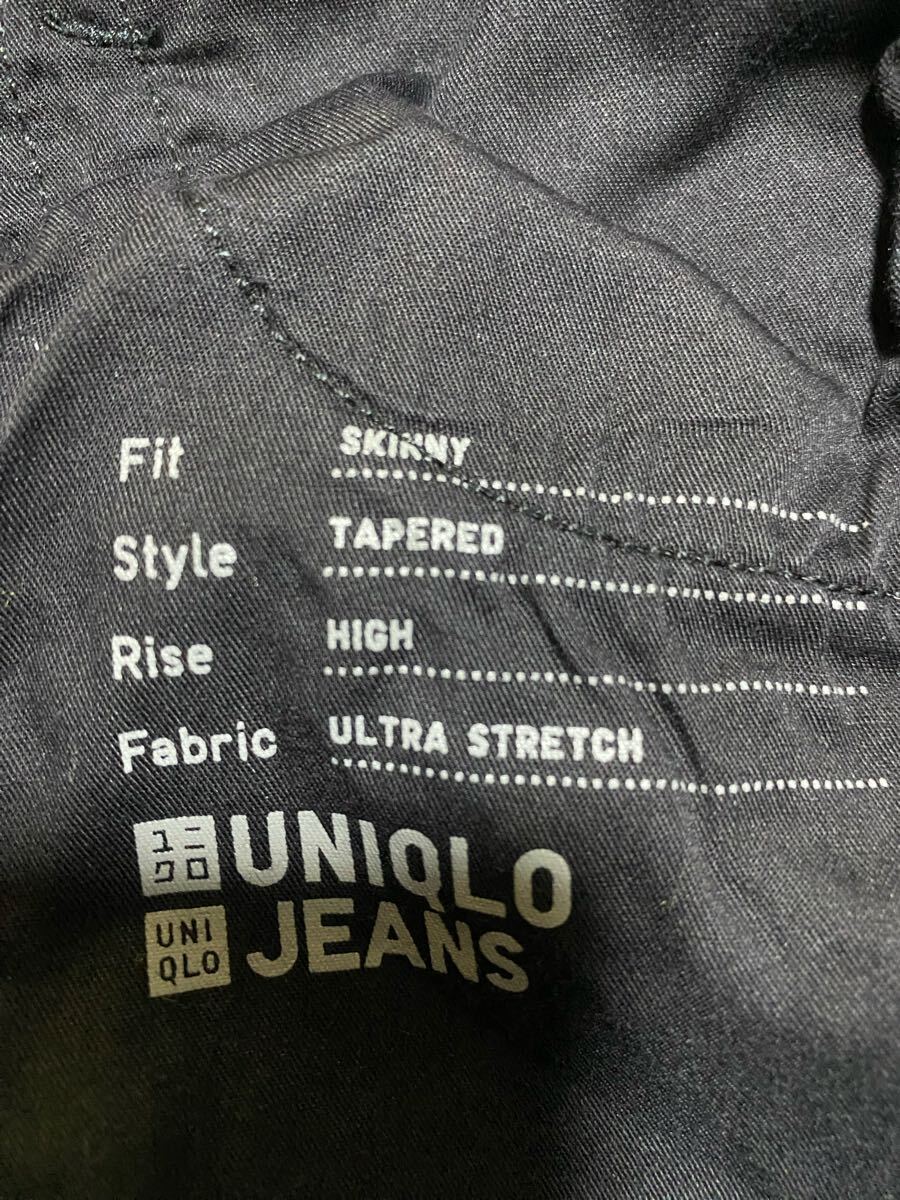 Fit SKINNY
Style TAPERED
Rise HIGH
Fabric ULTRA STRETCH
ユニ
クロ
UNIQLO
UNI
QLO
JEANS